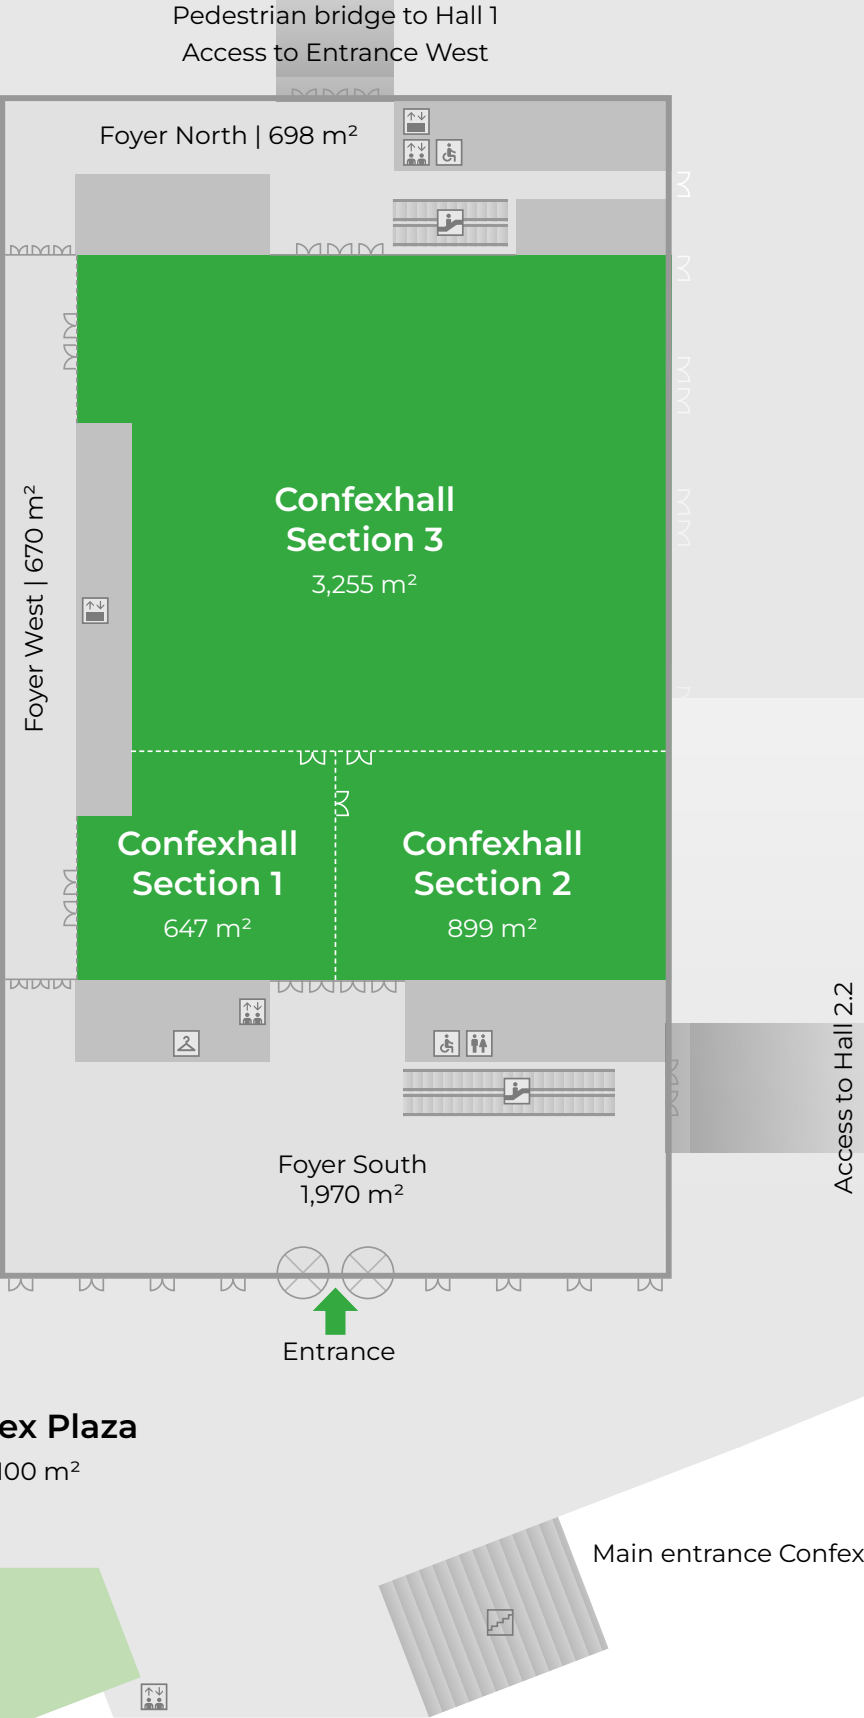 Pedestrian bridge to Hall 1
Access to Entrance West
Foyer North | 698 m²
Foyer West | 670 m²
Confexhall
Section 3
3,255 m²
Confexhall
Section 1
647 m²
Confexhall
Section 2
899 m²
Access to Hall 2.2
Foyer South
1,970 m²
Entrance
ex Plaza
100 m²
Main entrance Confex